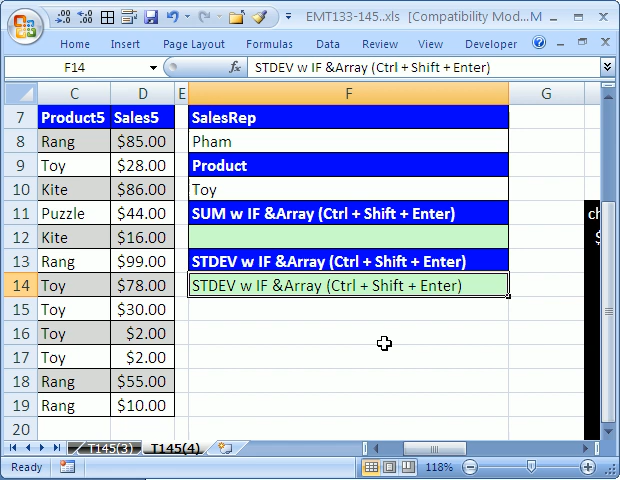 EMT133-145..xls [Compatibility Mod...M
Home Insert Page Layout Formulas Data Review View Developer
F14 fx STDEV w IF &Array (Ctrl + Shift + Enter)
C D E F G
7 Product5 Sales5 SalesRep
8 Rang $85.00 Pham
9 Toy $28.00 Product
10 Kite $86.00 Toy
11 Puzzle $44.00 SUM w IF &Array (Ctrl + Shift + Enter) ch
12 Kite $16.00 $
13 Rang $99.00 STDEV w IF &Array (Ctrl + Shift + Enter)
14 Toy $78.00 STDEV w IF &Array (Ctrl + Shift + Enter)
15 Toy $30.00
16 Toy $2.00
17 Toy $2.00
18 Rang $55.00
19 Rang $10.00
20
T145(3) T145(4)
Ready 118%